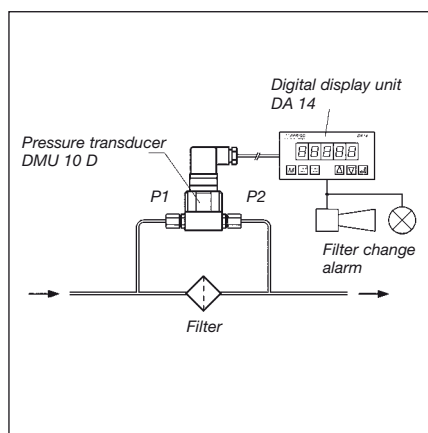 Digital display unit
DA 14
Pressure transducer
DMU 10 D
P1
P2
Filter change
alarm
Filter